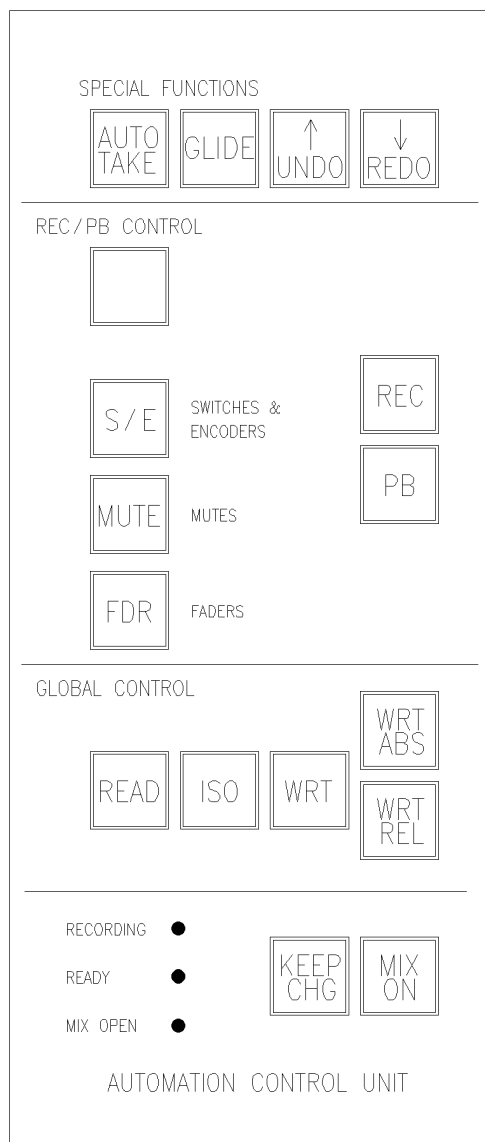 SPECIAL FUNCTIONS
AUTO
TAKE
GLIDE
↑
UNDO
↓
REDO
REC/PB CONTROL
S/E
SWITCHES &
ENCODERS
REC
PB
MUTE
MUTES
FDR
FADERS
GLOBAL CONTROL
WRT
ABS
READ
ISO
WRT
WRT
REL
RECORDING
READY
MIX OPEN
KEEP
CHG
MIX
ON
AUTOMATION CONTROL UNIT